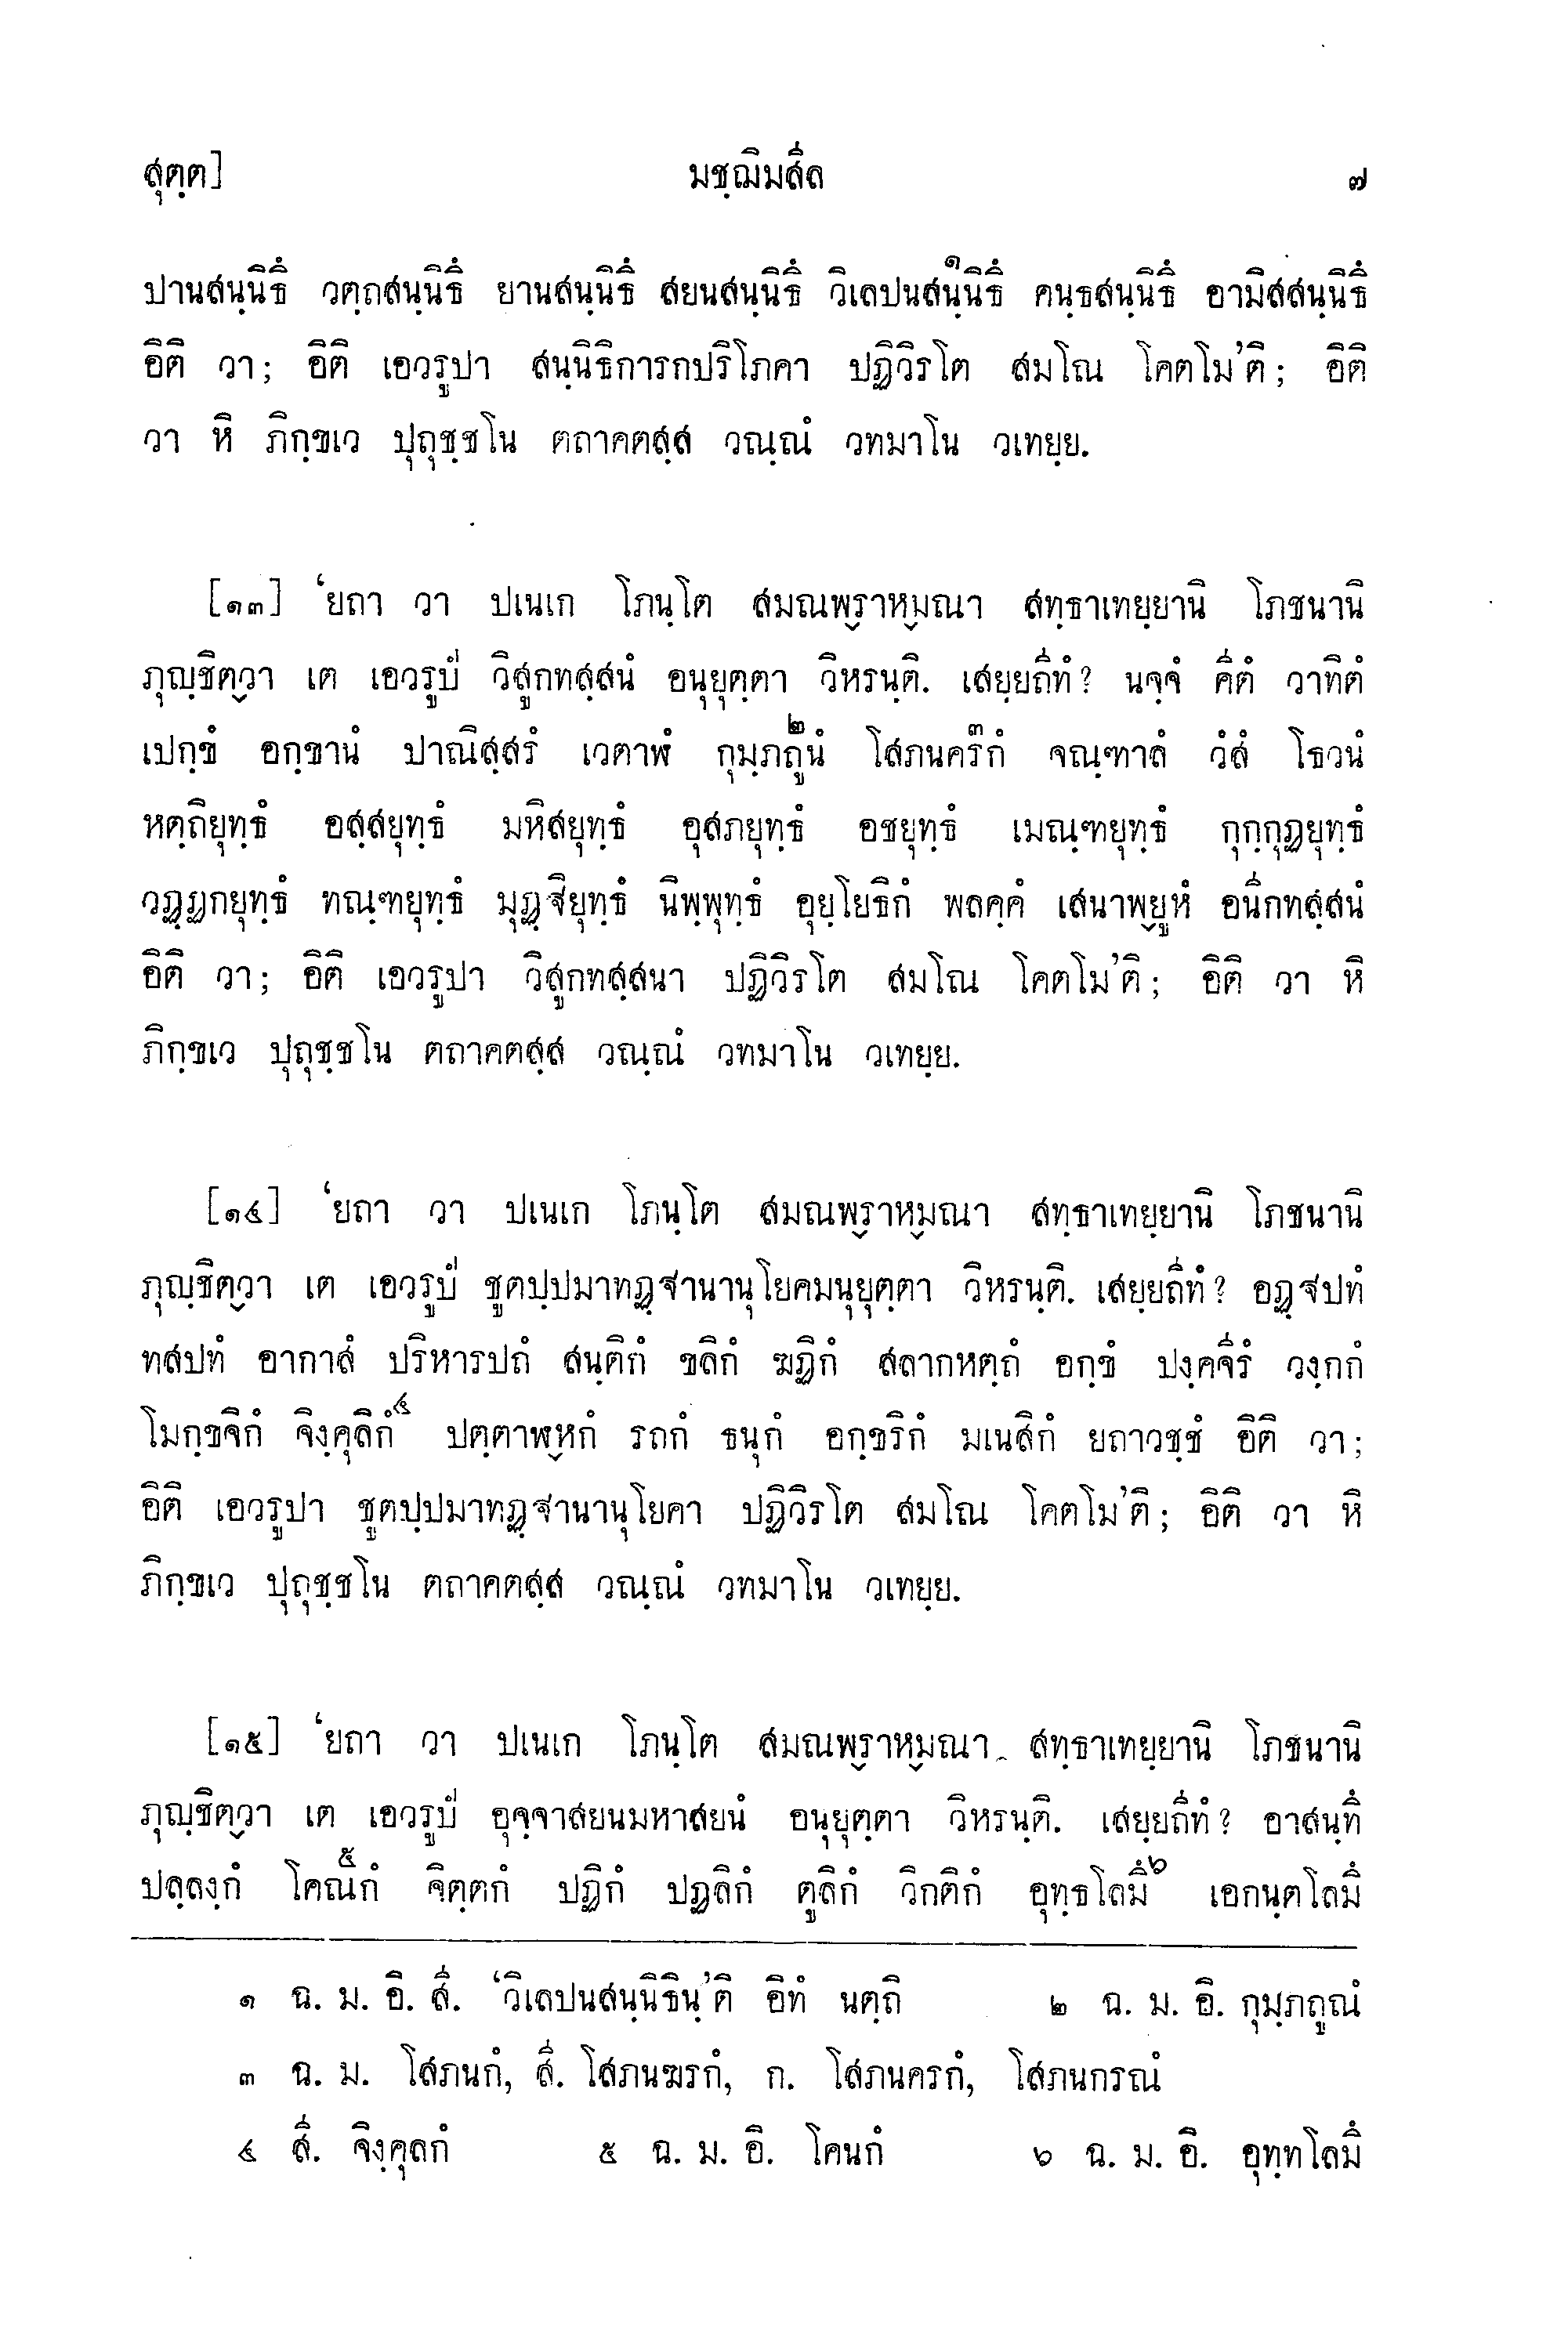 สุตฺต] มชฺฌิมสีล ๗
ปานสนฺนิธึ วตฺถสนฺนิธึ ยานสนฺนิธึ สยนสนฺนิธึ วิเลปนสนฺนิธึ๑ คนฺธสนฺนิธึ อามิสสนฺนิธึ
อิติ วา; อิติ เอวรูปา สนฺนิธิการกปริโภคา ปฏิวิรโต สมโณ โคตโม’ติ; อิติ
วา หิ ภิกฺขเว ปุถุชฺชโน ตถาคตสฺส วณฺณํ วทมาโน วเทยฺย.
[๑๓] ‘ยถา วา ปเนเก โภนฺโต สมณพฺราหฺมณา สทฺธาเทยฺยานิ โภชนานิ
ภุญฺชิตฺวา เต เอวรูปํ วิสูกทสฺสนํ อนุยุตฺตา วิหรนฺติ. เสยฺยถีทํ? นจฺจํ คีตํ วาทิตํ
เปกฺขํ อกฺขานํ ปาณิสฺสรํ เวตาฬํ กุมฺภถูนํ๒ โสภนครกํ๓ จณฺฑาลํ วํสํ โธวนํ
หตฺถิยุทฺธํ อสฺสยุทฺธํ มหิสยุทฺธํ อุสภยุทฺธํ อชยุทฺธํ เมณฺฑยุทฺธํ กุกฺกุฏยุทฺธํ
วฏฺฏกยุทฺธํ ทณฺฑยุทฺธํ มุฏฺฐิยุทฺธํ นิพฺพุทฺธํ อุยฺโยธิกํ พลคฺคํ เสนาพฺยูหํ อนีกทสฺสนํ
อิติ วา; อิติ เอวรูปา วิสูกทสฺสนา ปฏิวิรโต สมโณ โคตโม’ติ; อิติ วา หิ
ภิกฺขเว ปุถุชฺชโน ตถาคตสฺส วณฺณํ วทมาโน วเทยฺย.
[๑๔] ‘ยถา วา ปเนเก โภนฺโต สมณพฺราหฺมณา สทฺธาเทยฺยานิ โภชนานิ
ภุญฺชิตฺวา เต เอวรูปํ ชูตปฺปมาทฏฺฐานานุโยคมนุยุตฺตา วิหรนฺติ. เสยฺยถีทํ? อฏฺฐปทํ
ทสปทํ อากาสํ ปริหารปถํ สนฺติกํ ขลิกํ ฆฏิกํ สลากหตฺถํ อกฺขํ ปงฺคจีรํ วงฺกกํ
โมกฺขจิกํ จิงฺคุลิกํ๔ ปตฺตาฬฺหกํ รถกํ ธนุกํ อกฺขริกํ มเนสิกํ ยถาวชฺชํ อิติ วา;
อิติ เอวรูปา ชูตปฺปมาทฏฺฐานานุโยคา ปฏิวิรโต สมโณ โคตโม’ติ; อิติ วา หิ
ภิกฺขเว ปุถุชฺชโน ตถาคตสฺส วณฺณํ วทมาโน วเทยฺย.
[๑๕] ‘ยถา วา ปเนเก โภนฺโต สมณพฺราหฺมณา สทฺธาเทยฺยานิ โภชนานิ
ภุญฺชิตฺวา เต เอวรูปํ อุจฺจาสยนมหาสยนํ อนุยุตฺตา วิหรนฺติ. เสยฺยถีทํ? อาสนฺทึ
ปลฺลงฺกํ โคณกํ๕ จิตฺตกํ ปฏิกํ ปฏลิกํ ตูลิกํ วิกติกํ อุทฺธโลมึ๖ เอกนฺตโลมึ
๑ ฉ. ม. อิ. สี. ‘วิเลปนสนฺนิธินฺ’ติ อิทํ นตฺถิ ๒ ฉ. ม. อิ. กุมฺภถูณํ
๓ ฉ. ม. โสภนกํ, สี. โสภนฆรกํ, ก. โสภนครกํ, โสภนกรณํ
๔ สี. จิงฺคุลกํ ๕ ฉ. ม. อิ. โคนกํ ๖ ฉ. ม. อิ. อุทฺทโลมึ